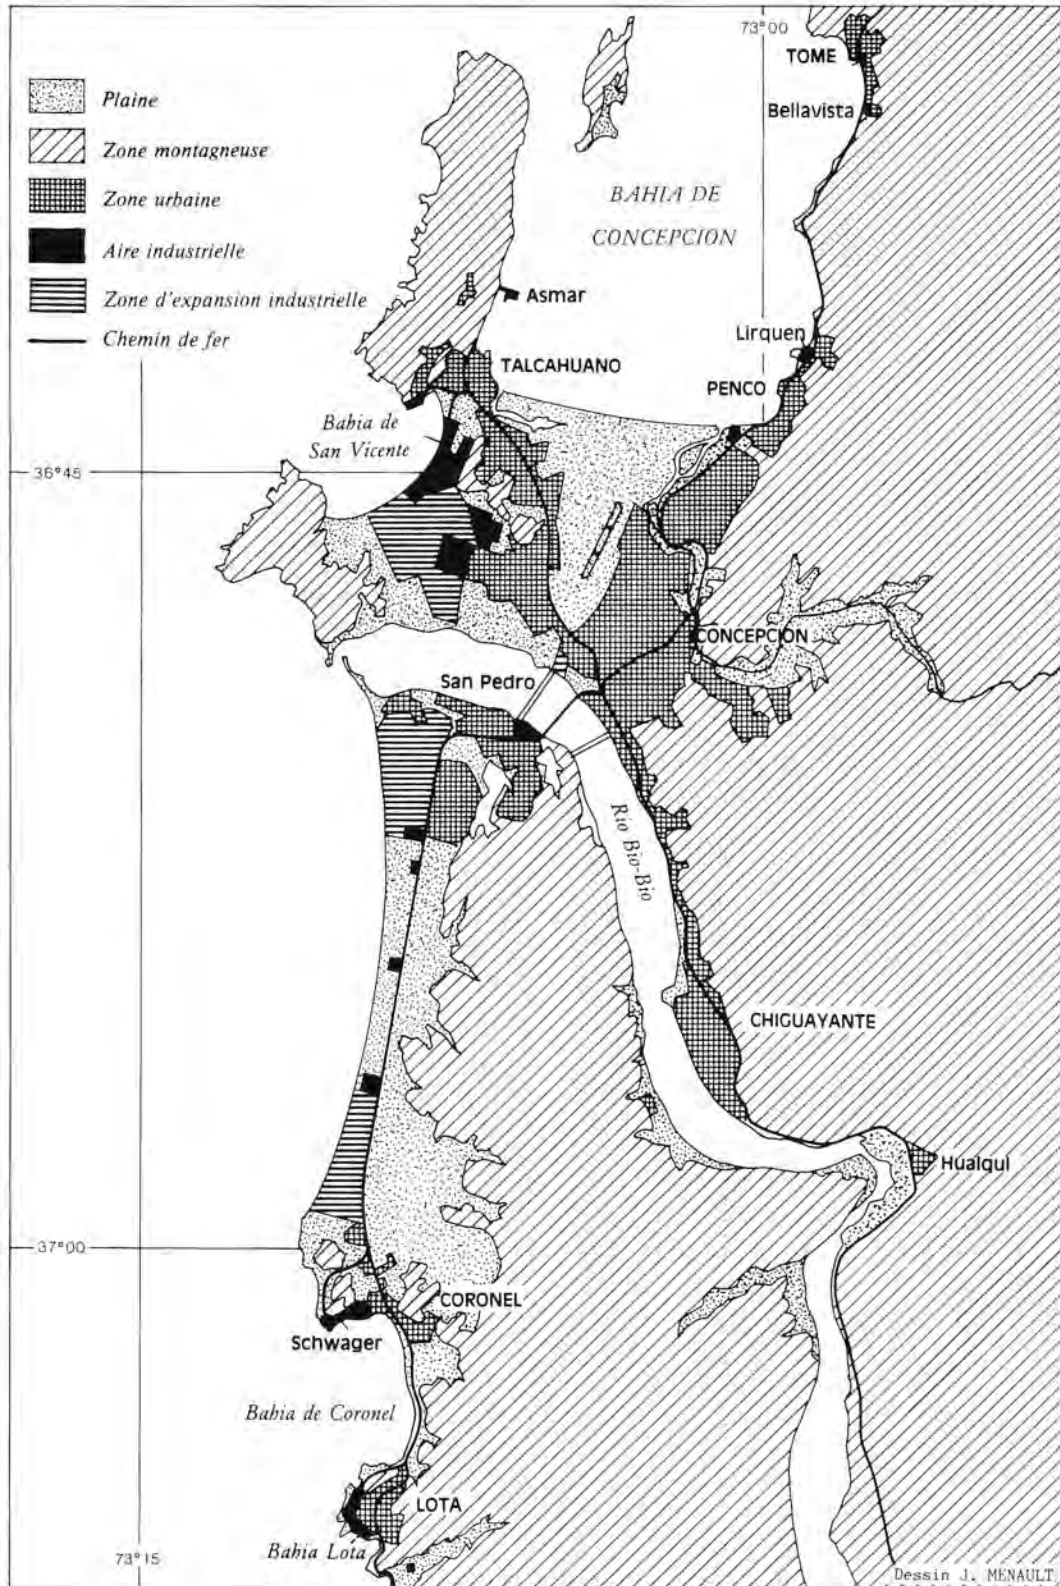 73°00
TOME
Bellavista
Plaine
Zone montagneuse
Zone urbaine
Aire industrielle
Zone d'expansion industrielle
Chemin de fer
BAHIA DE
CONCEPCION
Asmar
Lirquen
TALCAHUANO
PENCO
Bahia de
San Vicente
36°45
CONCEPCION
San Pedro
Rio Bio-Bio
CHIGUAYANTE
Hualqui
37°00
CORONEL
Schwager
Bahia de Coronel
LOTA
Bahia Lota
73°15
Dessin J. MENAULT